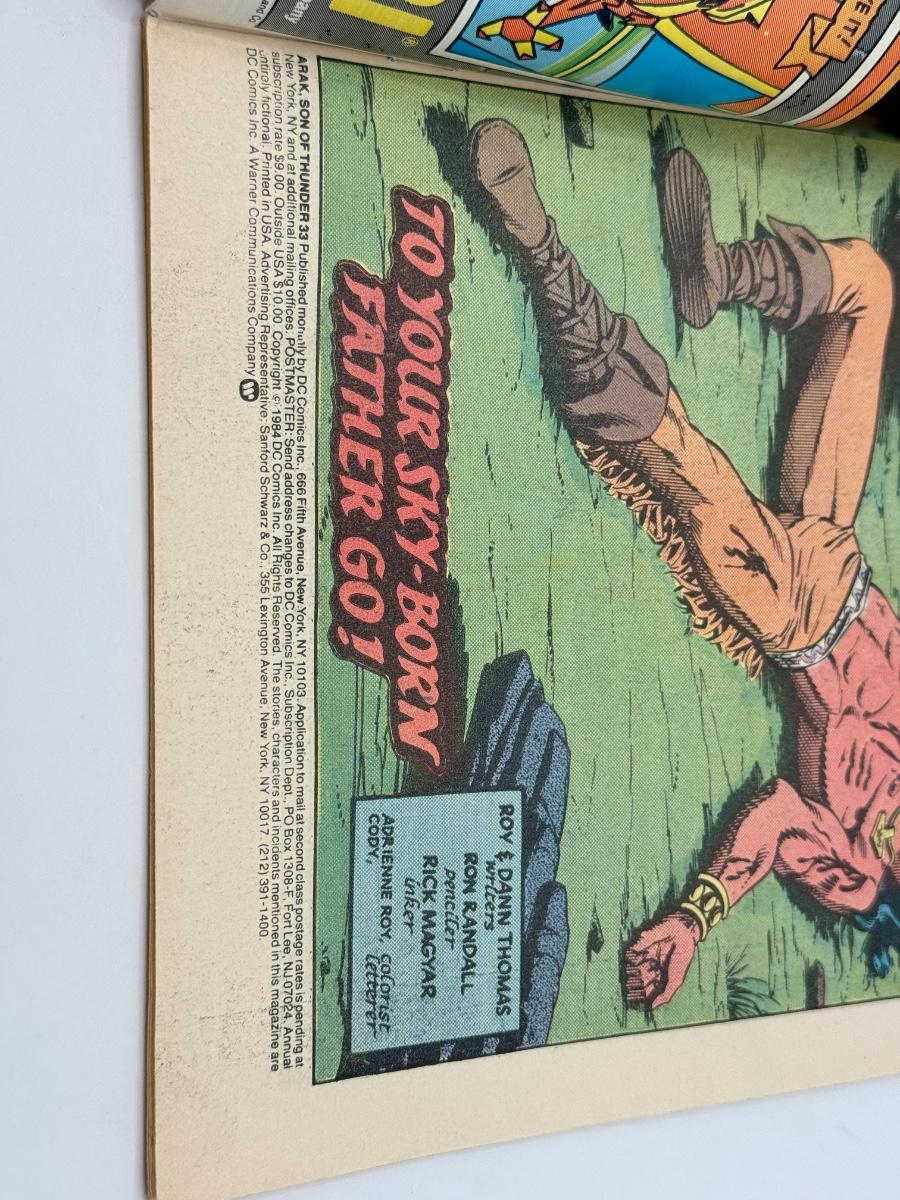 TO YOUR SKY-BORN
FATHER GO!
ROY & DANN THOMAS
writers
RON RANDALL
penciler
RICK MAGYAR
inker
ADRIENNE ROY, colorist
CODY, letterer
ARAK, SON OF THUNDER 33 Published monthly by DC Comics Inc., 666 Fifth Avenue, New York, NY 10103. Application to mail at second class postage rates is pending at
New York, NY and at additional mailing offices. POSTMASTER: Send address changes to DC Comics Inc., Subscription Dept., PO Box 1308-F, Fort Lee, NJ 07024. Annual
subscription rate $9.00. Outside USA $10.00. Copyright © 1984 DC Comics Inc. All Rights Reserved. The stories, characters and incidents mentioned in this magazine are
entirely fictional. Printed in USA. Advertising Representative: Sanford Schwarz & Co., 355 Lexington Avenue, New York, NY 10017. (212) 391-1400.
DC Comics Inc. A Warner Communications Company
IT!